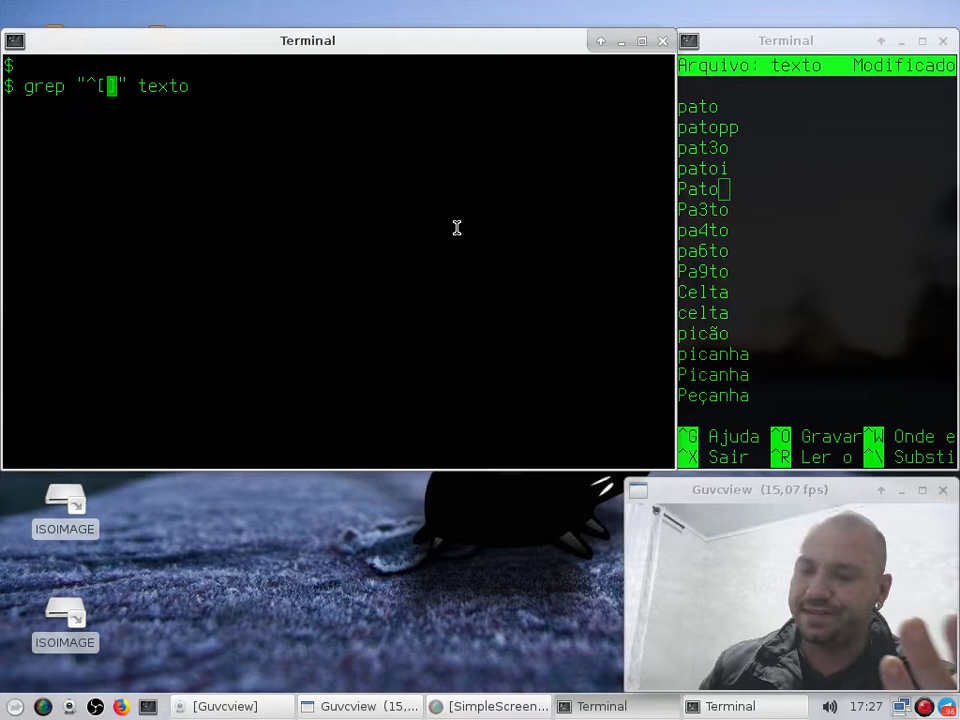 Terminal
$
$ grep "^[]" texto
Terminal
Arquivo: texto Modificado
pato
patopp
pat3o
patoi
Pato
Pa3to
pa4to
pa6to
Pa9to
Celta
celta
picão
picanha
Picanha
Peçanha
^G Ajuda ^O Gravar ^W Onde e
^X Sair ^R Ler o ^\ Substi
ISOIMAGE
ISOIMAGE
Guvcview (15,07 fps)
[Guvcview]
Guvcview (15,...
[SimpleScreen...
Terminal
Terminal
17:27